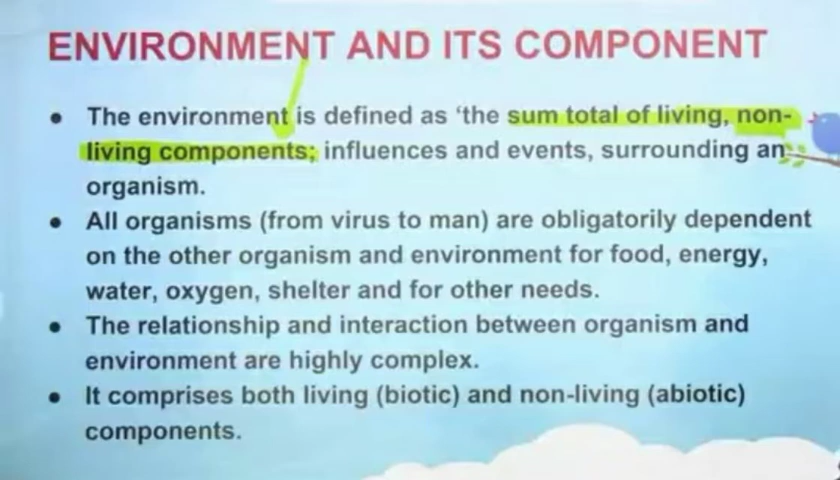 ENVIRONMENT AND ITS COMPONENT
• The environment is defined as ‘the sum total of living, non-
living components; influences and events, surrounding an
organism.
• All organisms (from virus to man) are obligatorily dependent
on the other organism and environment for food, energy,
water, oxygen, shelter and for other needs.
• The relationship and interaction between organism and
environment are highly complex.
• It comprises both living (biotic) and non-living (abiotic)
components.